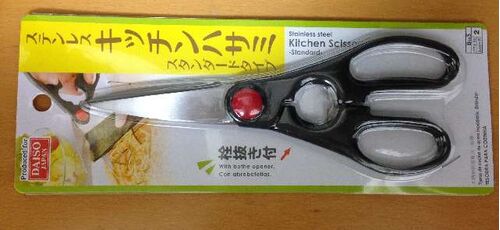 ステンレス
キッチンハサミ
スタンダードタイプ
Stainless steel
Kitchen Scisso
-Standard-
栓抜き付
With bottle opener.
Con abrebotellas.
Produced for
DAISO
JAPAN